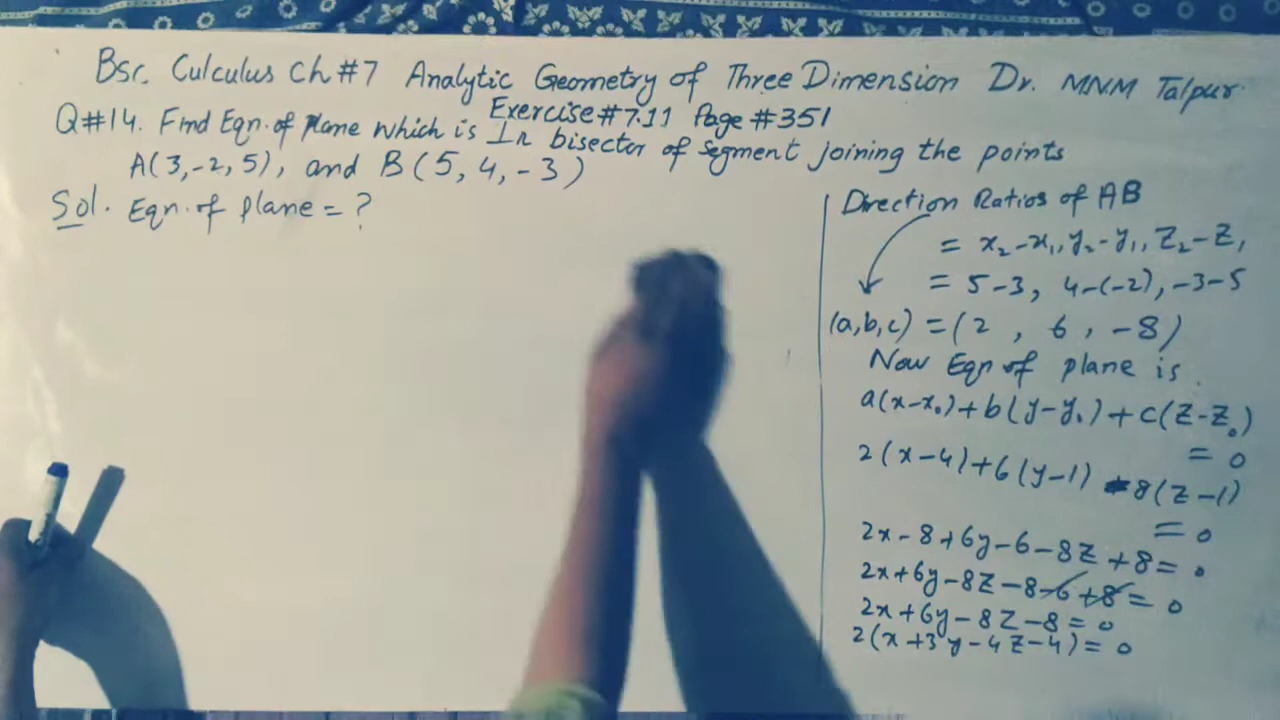 Bsc. Culculus Ch#7 Analytic Geometry of Three Dimension Dr. MNM Talpur
Exercise#7.11 Page #351
Q#14. Find Eqn. of plane which is Ir bisector of segment joining the points
A(3,-2,5), and B(5,4,-3)
Sol. Eqn. of plane = ?
Direction Ratios of AB
= x₂-x₁, y₂-y₁, Z₂-Z₁
= 5-3, 4-(-2), -3-5
(a,b,c) = (2 , 6 , -8)
Now Eqn of plane is.
a(x-x₀)+b(y-y₀)+c(Z-Z₀)
= 0
2(x-4)+6(y-1) -8(Z-1)
= 0
2x-8+6y-6-8Z+8=0
2x+6y-8Z-8-6+8=0
2x+6y-8Z-8=0
2(x+3y-4Z-4)=0